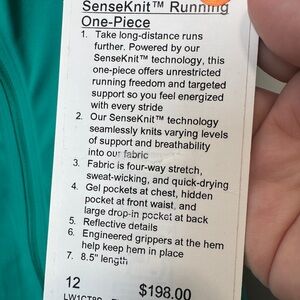 SenseKnit™ Running
One-Piece
1. Take long-distance runs
further. Powered by our
SenseKnit™ technology, this
one-piece offers unrestricted
running freedom and targeted
support so you feel energized
with every stride
2. Our SenseKnit™ technology
seamlessly knits varying levels
of support and breathability
into our fabric
3. Fabric is four-way stretch,
sweat-wicking, and quick-drying
4. Gel pockets at chest, hidden
pocket at front waist, and
large drop-in pocket at back
5. Reflective details
6. Engineered grippers at the hem
help keep hem in place
7. 8.5" length
12 $198.00